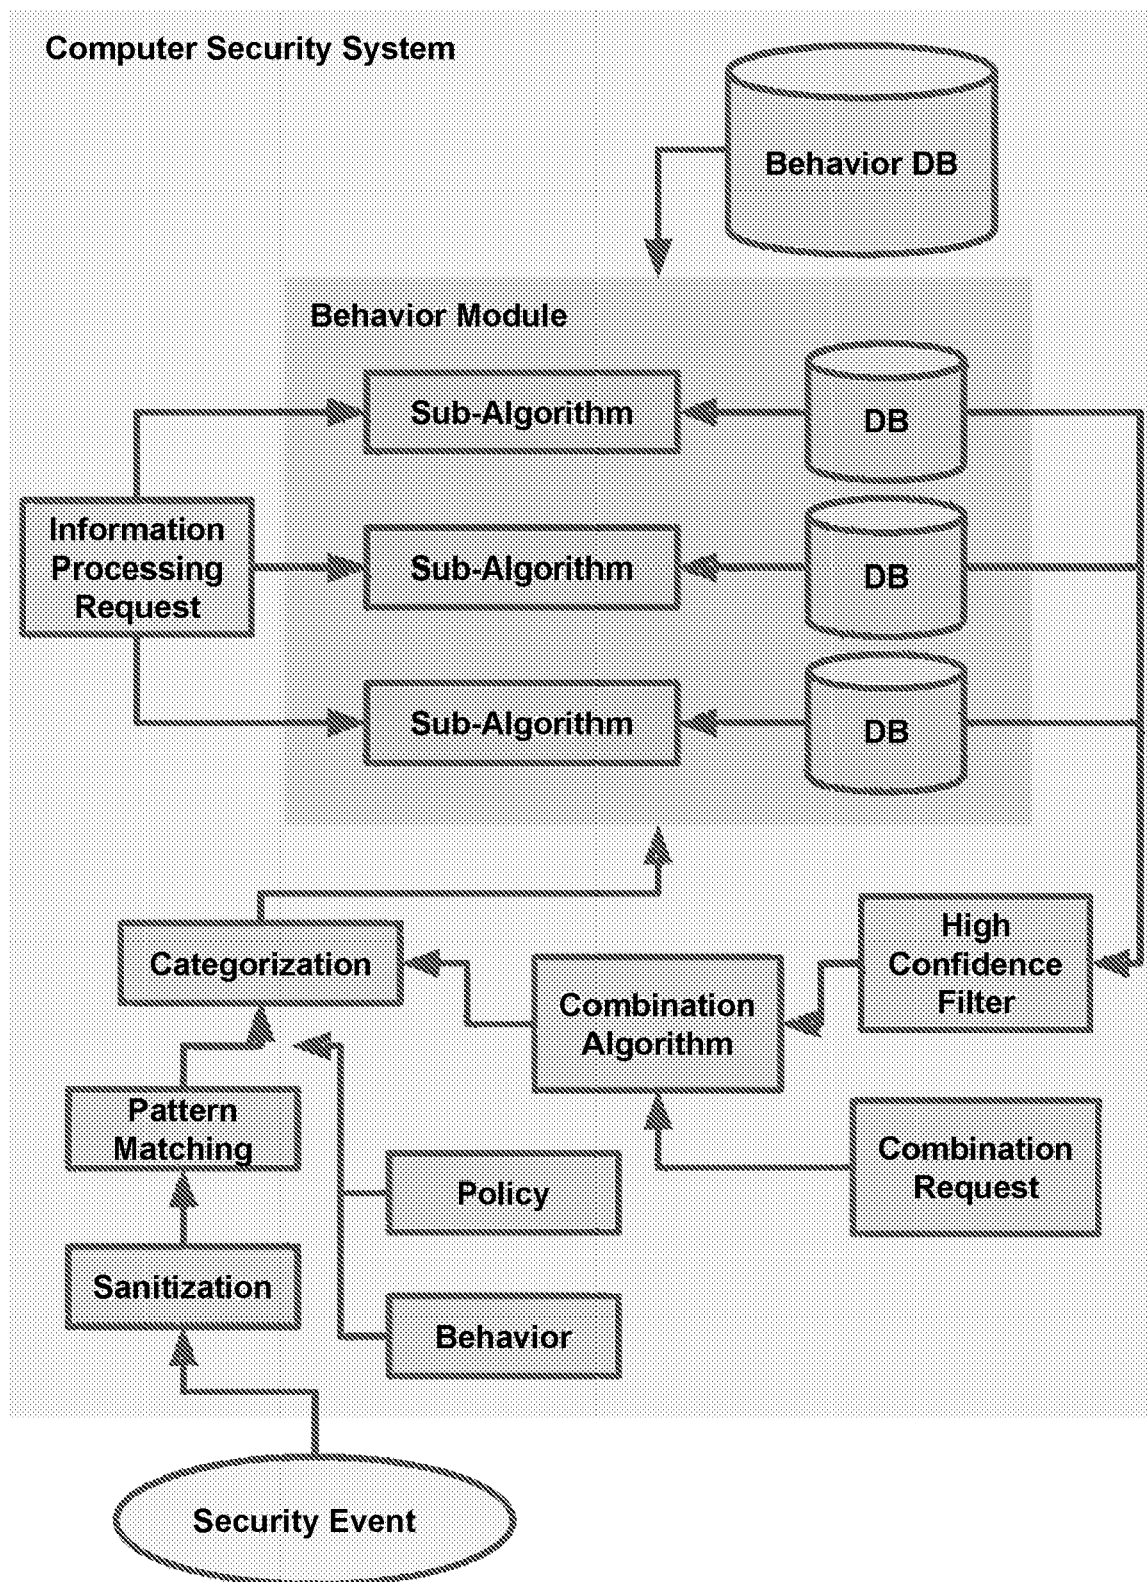 Computer Security System
Behavior DB
Behavior Module
Sub-Algorithm
DB
Information
Processing
Request
Sub-Algorithm
DB
Sub-Algorithm
DB
High
Confidence
Filter
Categorization
Combination
Algorithm
Pattern
Matching
Combination
Request
Policy
Sanitization
Behavior
Security Event